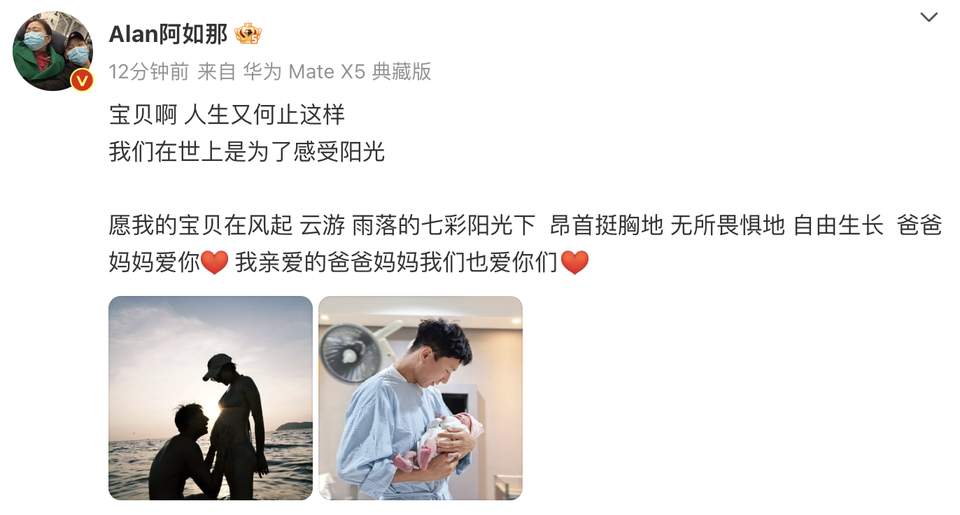 Alan阿如那
12分钟前 来自 华为 Mate X5 典藏版
宝贝啊 人生又何止这样
我们在世上是为了感受阳光
愿我的宝贝在风起 云游 雨落的七彩阳光下 昂首挺胸地 无所畏惧地 自由生长 爸爸
妈妈爱你❤️ 我亲爱的爸爸妈妈我们也爱你们❤️